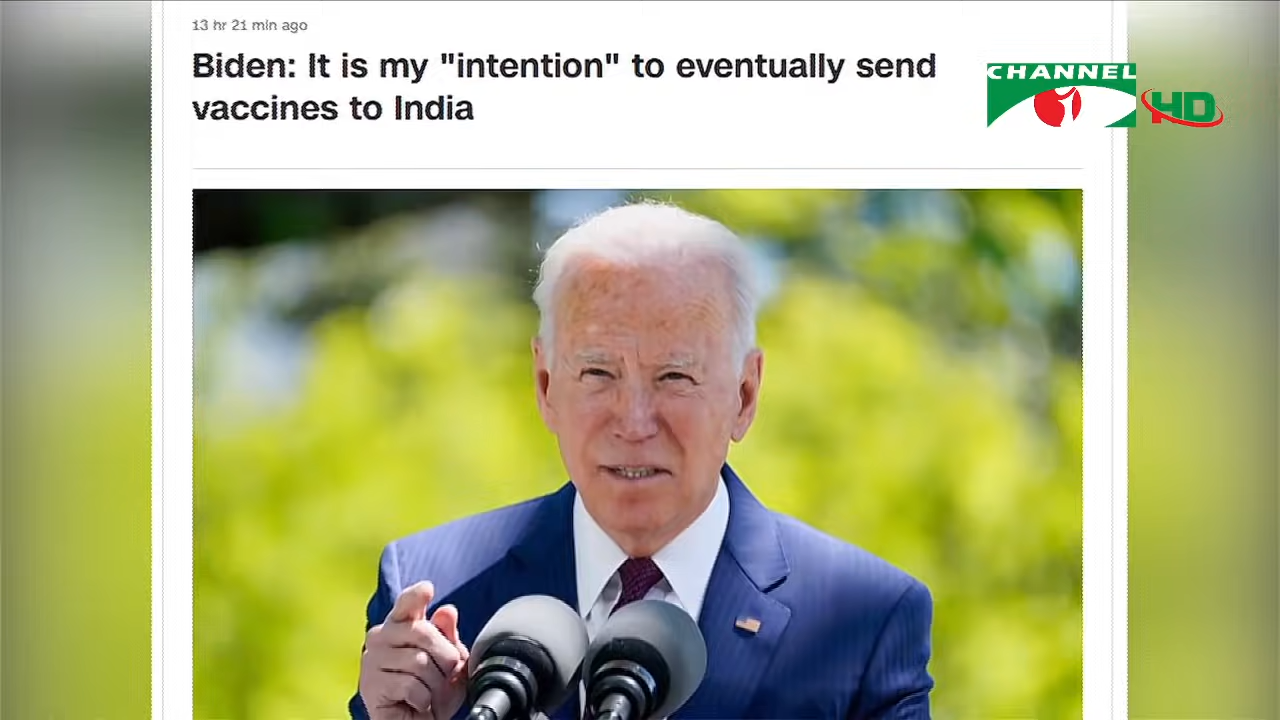 13 hr 21 min ago
Biden: It is my "intention" to eventually send
vaccines to India
CHANNEL
HD